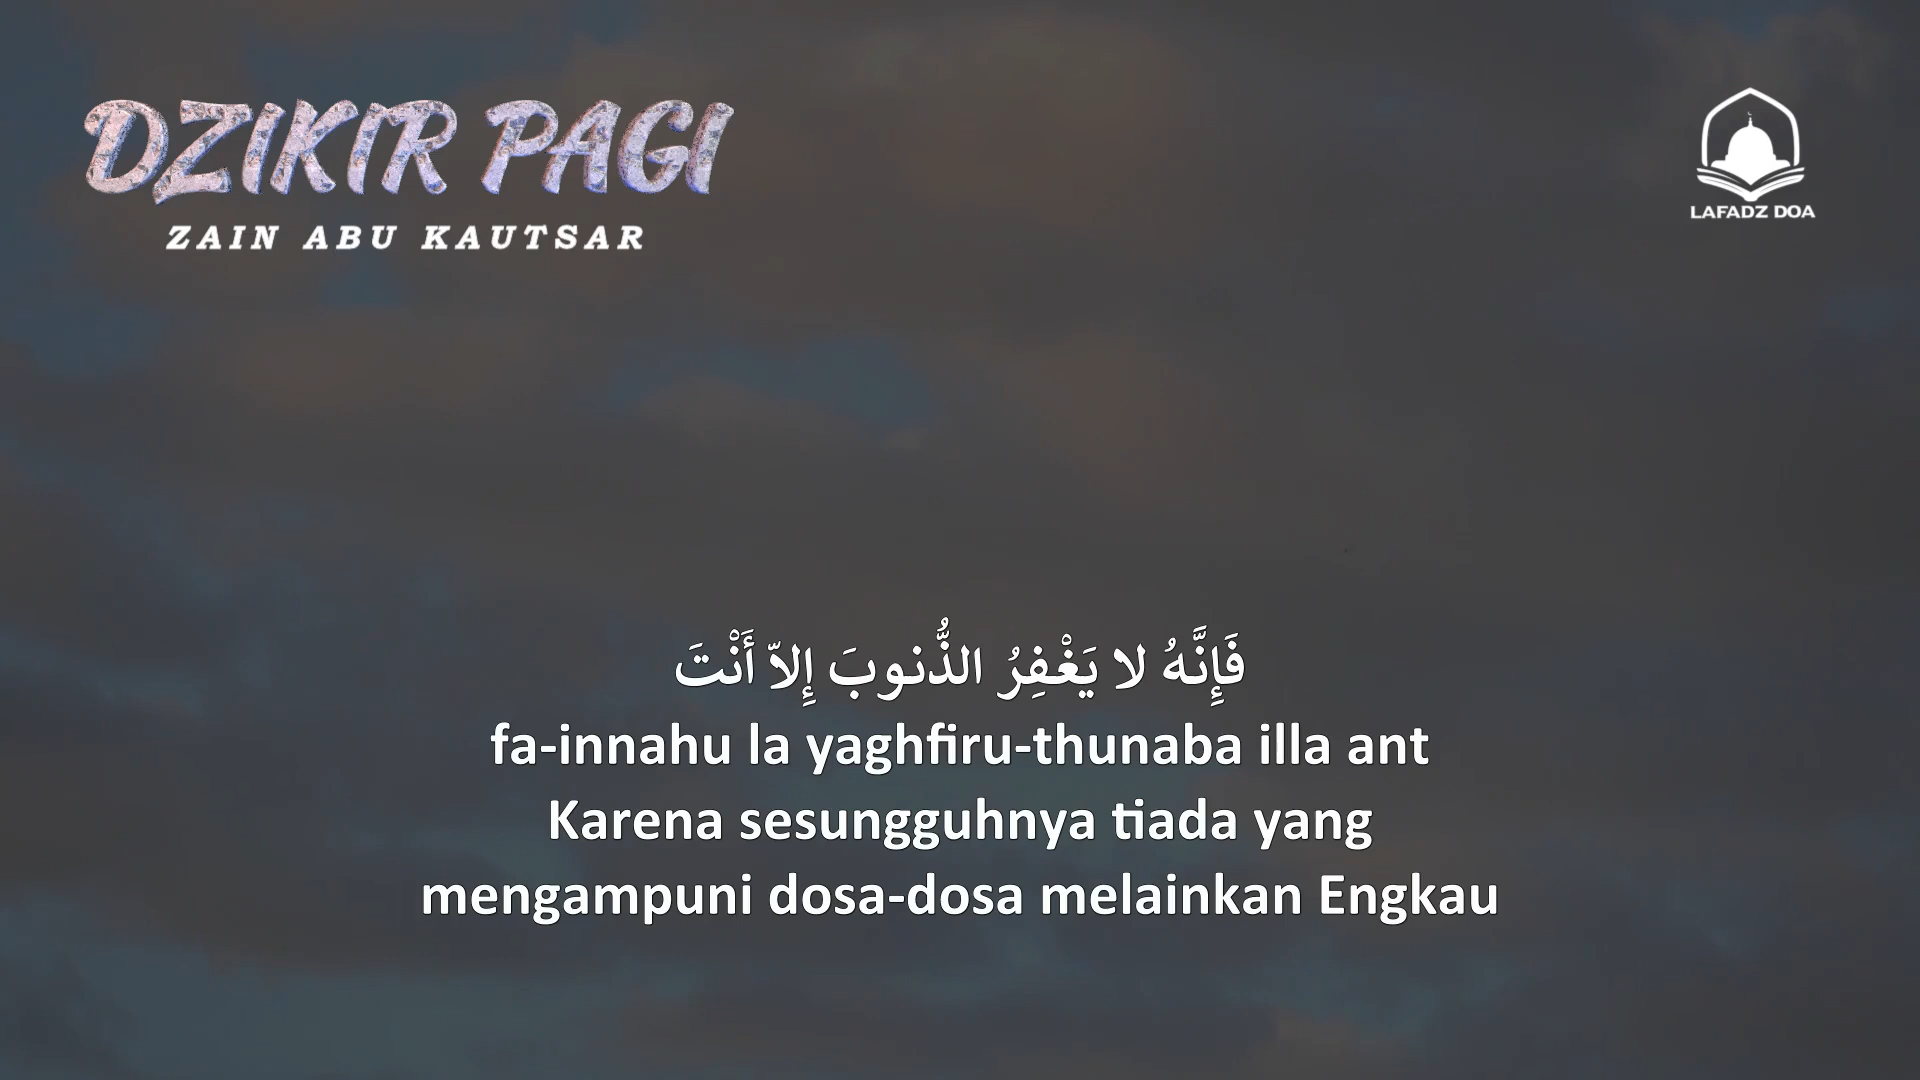 DZIKIR PAGI
ZAIN ABU KAUTSAR
LAFADZ DOA
فَإِنَّهُ لا يَغْفِرُ الذُّنوبَ إِلاّ أَنْتَ
fa-innahu la yaghfiru-thunaba illa ant
Karena sesungguhnya tiada yang
mengampuni dosa-dosa melainkan Engkau